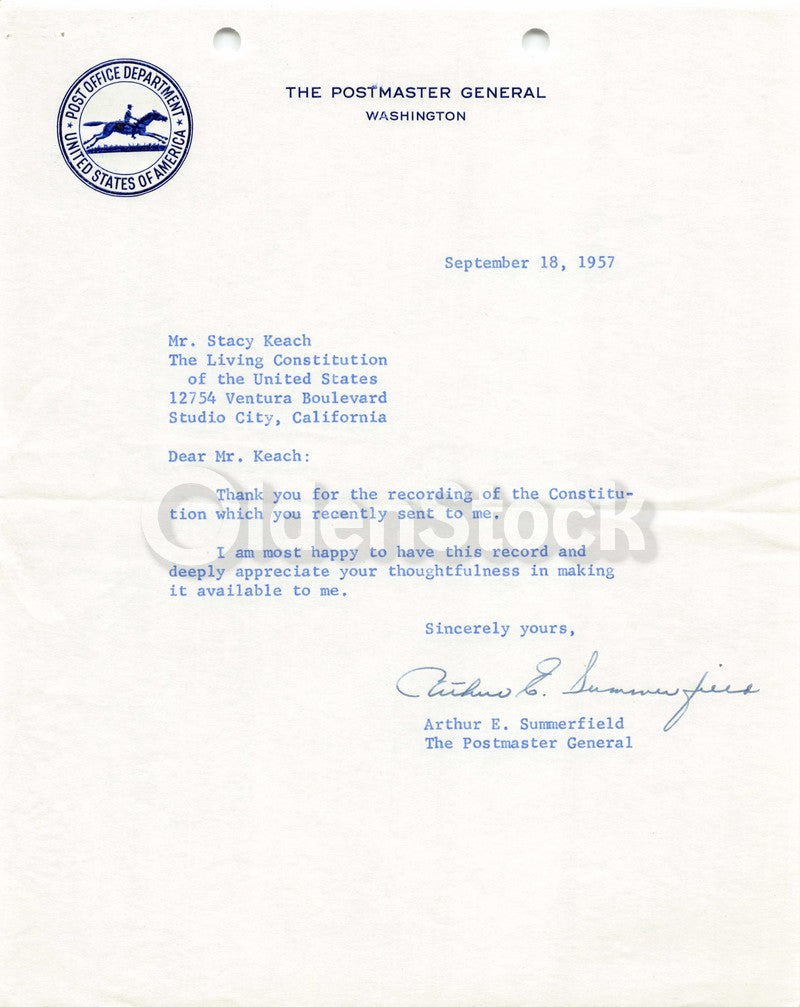 POST OFFICE DEPARTMENT
UNITED STATES OF AMERICA
THE POSTMASTER GENERAL
WASHINGTON
September 18, 1957
Mr. Stacy Keach
The Living Constitution
of the United States
12754 Ventura Boulevard
Studio City, California
Dear Mr. Keach:
Thank you for the recording of the Constitu-
tion which you recently sent to me.
OldenStock
I am most happy to have this record and
deeply appreciate your thoughtfulness in making
it available to me.
Sincerely yours,
Arthur E. Summerfield
Arthur E. Summerfield
The Postmaster General